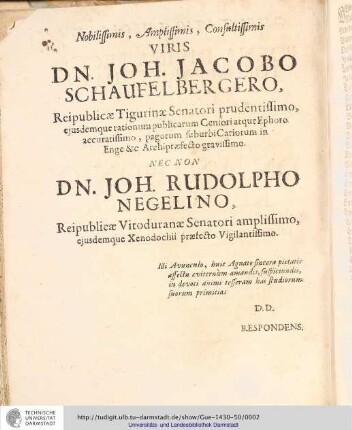 Nobilissimis, Amplissimis, Consultissimis
VIRIS
DN. JOH. JACOBO
SCHAUFELBERGERO,
Reipublicæ Tigurinæ Senatori prudentissimo,
ejusdemque rationum publicarum Censori atque Ephoro
accuratissimo, pagorum suburbicariorum in
Enge &c Archipræfecto gravissimo.
NEC NON
DN. JOH. RUDOLPHO
NEGELINO,
Reipublicæ Vitoduranæ Senatori amplissimo,
ejusdemque Xenodochii præfecto Vigilantissimo.
Illi Avunculo, huic Agnato sincero pietatis
affectu æviternum amandis, suspiciendis,
in devoti animi tesseram has studiorum
suorum primitias
D.D.
RESPONDENS.
TECHNISCHE
UNIVERSITÄT
DARMSTADT
http://tudigit.ulb.tu-darmstadt.de/show/Gue-1430-50/0002
Universitäts- und Landesbibliothek Darmstadt